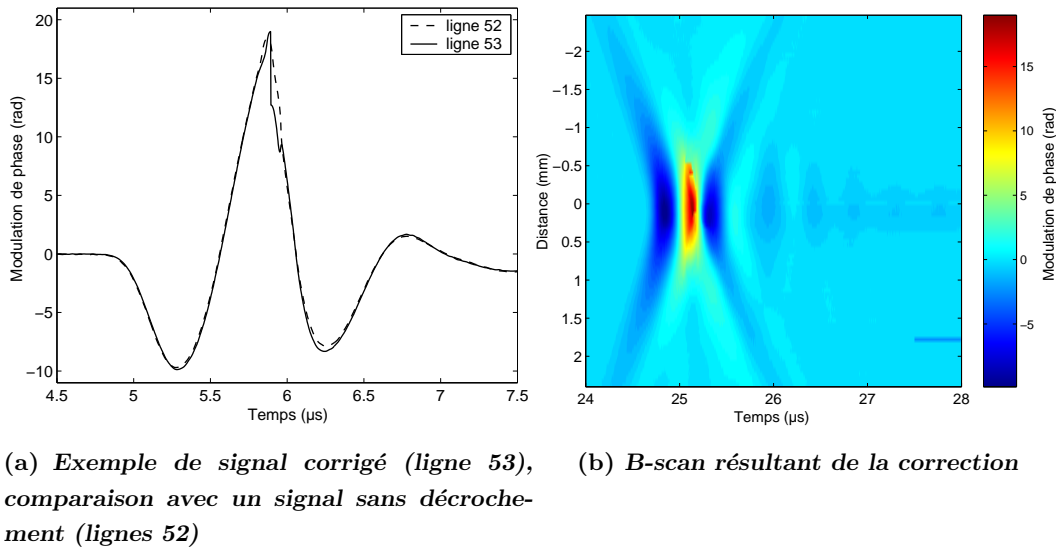 ligne 52
ligne 53
20
15
10
5
0
−5
−10
4.5 5 5.5 6 6.5 7 7.5
Modulation de phase (rad)
Temps (µs)
−2
−1.5
−1
−0.5
0
0.5
1
1.5
2
24 25 26 27 28
Distance (mm)
Temps (µs)
15
10
5
0
−5
Modulation de phase (rad)
(a) Exemple de signal corrigé (ligne 53),
comparaison avec un signal sans décroche-
ment (lignes 52)
(b) B-scan résultant de la correction